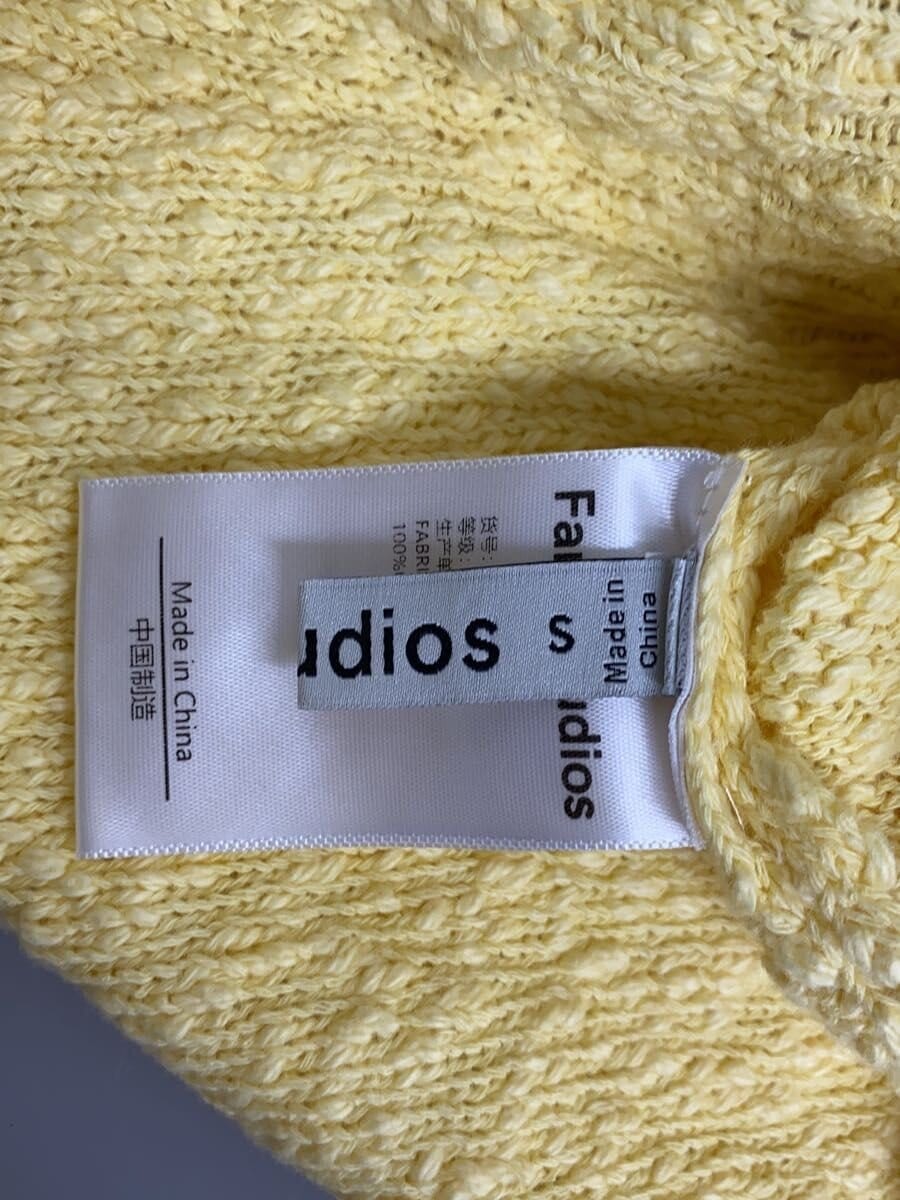 udios S
Made in
China
Fa
udios
货号:
等级:
生产单
FABRI
100%
Made in China
中国制造